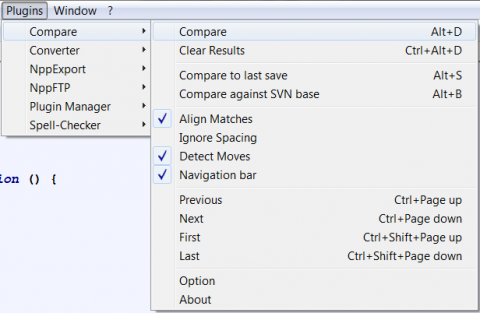 Plugins Window ?
Compare
Converter
NppExport
NppFTP
Plugin Manager
Spell-Checker
Compare Alt+D
Clear Results Ctrl+Alt+D
Compare to last save Alt+S
Compare against SVN base Alt+B
Align Matches
Ignore Spacing
Detect Moves
Navigation bar
Previous Ctrl+Page up
Next Ctrl+Page down
First Ctrl+Shift+Page up
Last Ctrl+Shift+Page down
Option
About
ion () {